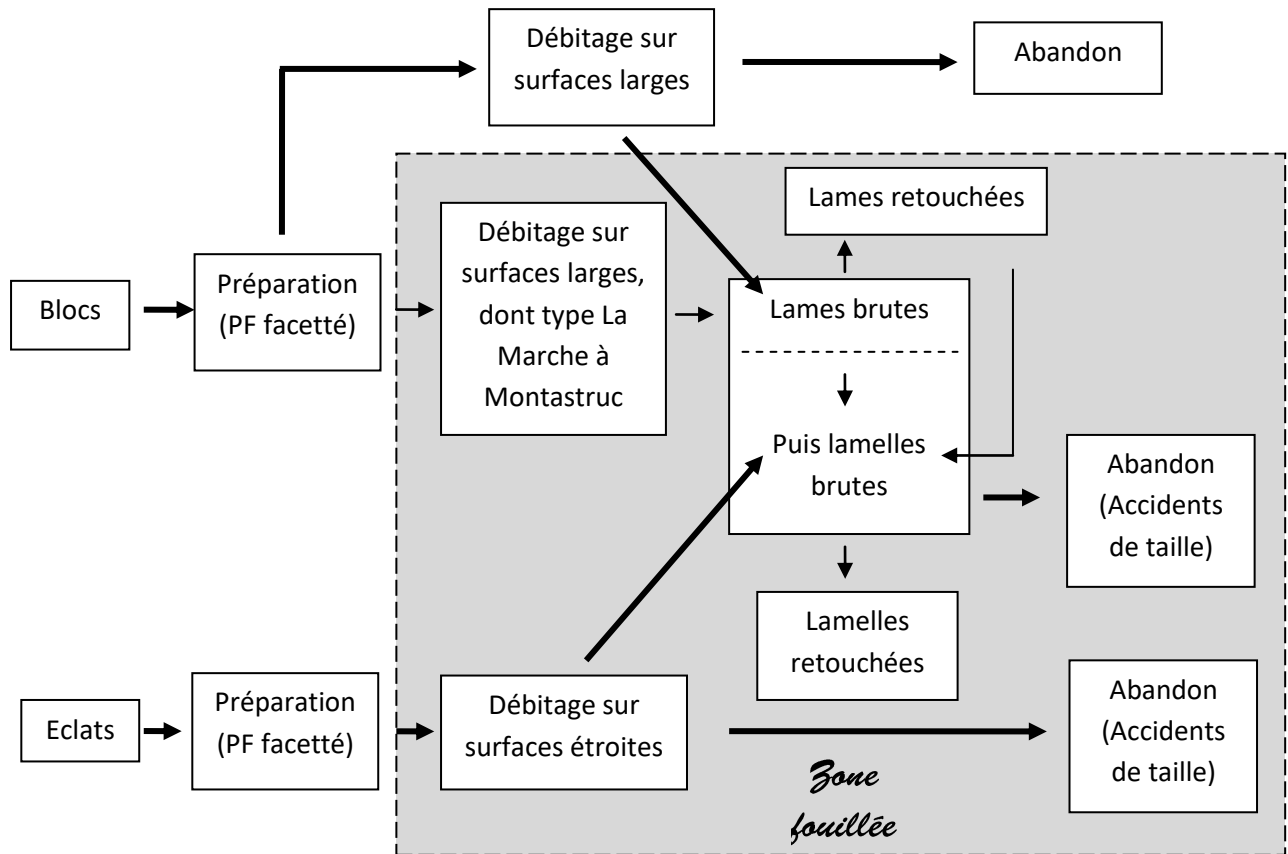 Débitage sur
surfaces larges
Abandon
Lames retouchées
Débitage sur
surfaces larges,
dont type La
Marche à
Montastruc
Blocs
Préparation
(PF facetté)
Lames brutes
Puis lamelles
brutes
Abandon
(Accidents
de taille)
Lamelles
retouchées
Eclats
Préparation
(PF facetté)
Débitage sur
surfaces étroites
Abandon
(Accidents
de taille)
Zone
fouillée